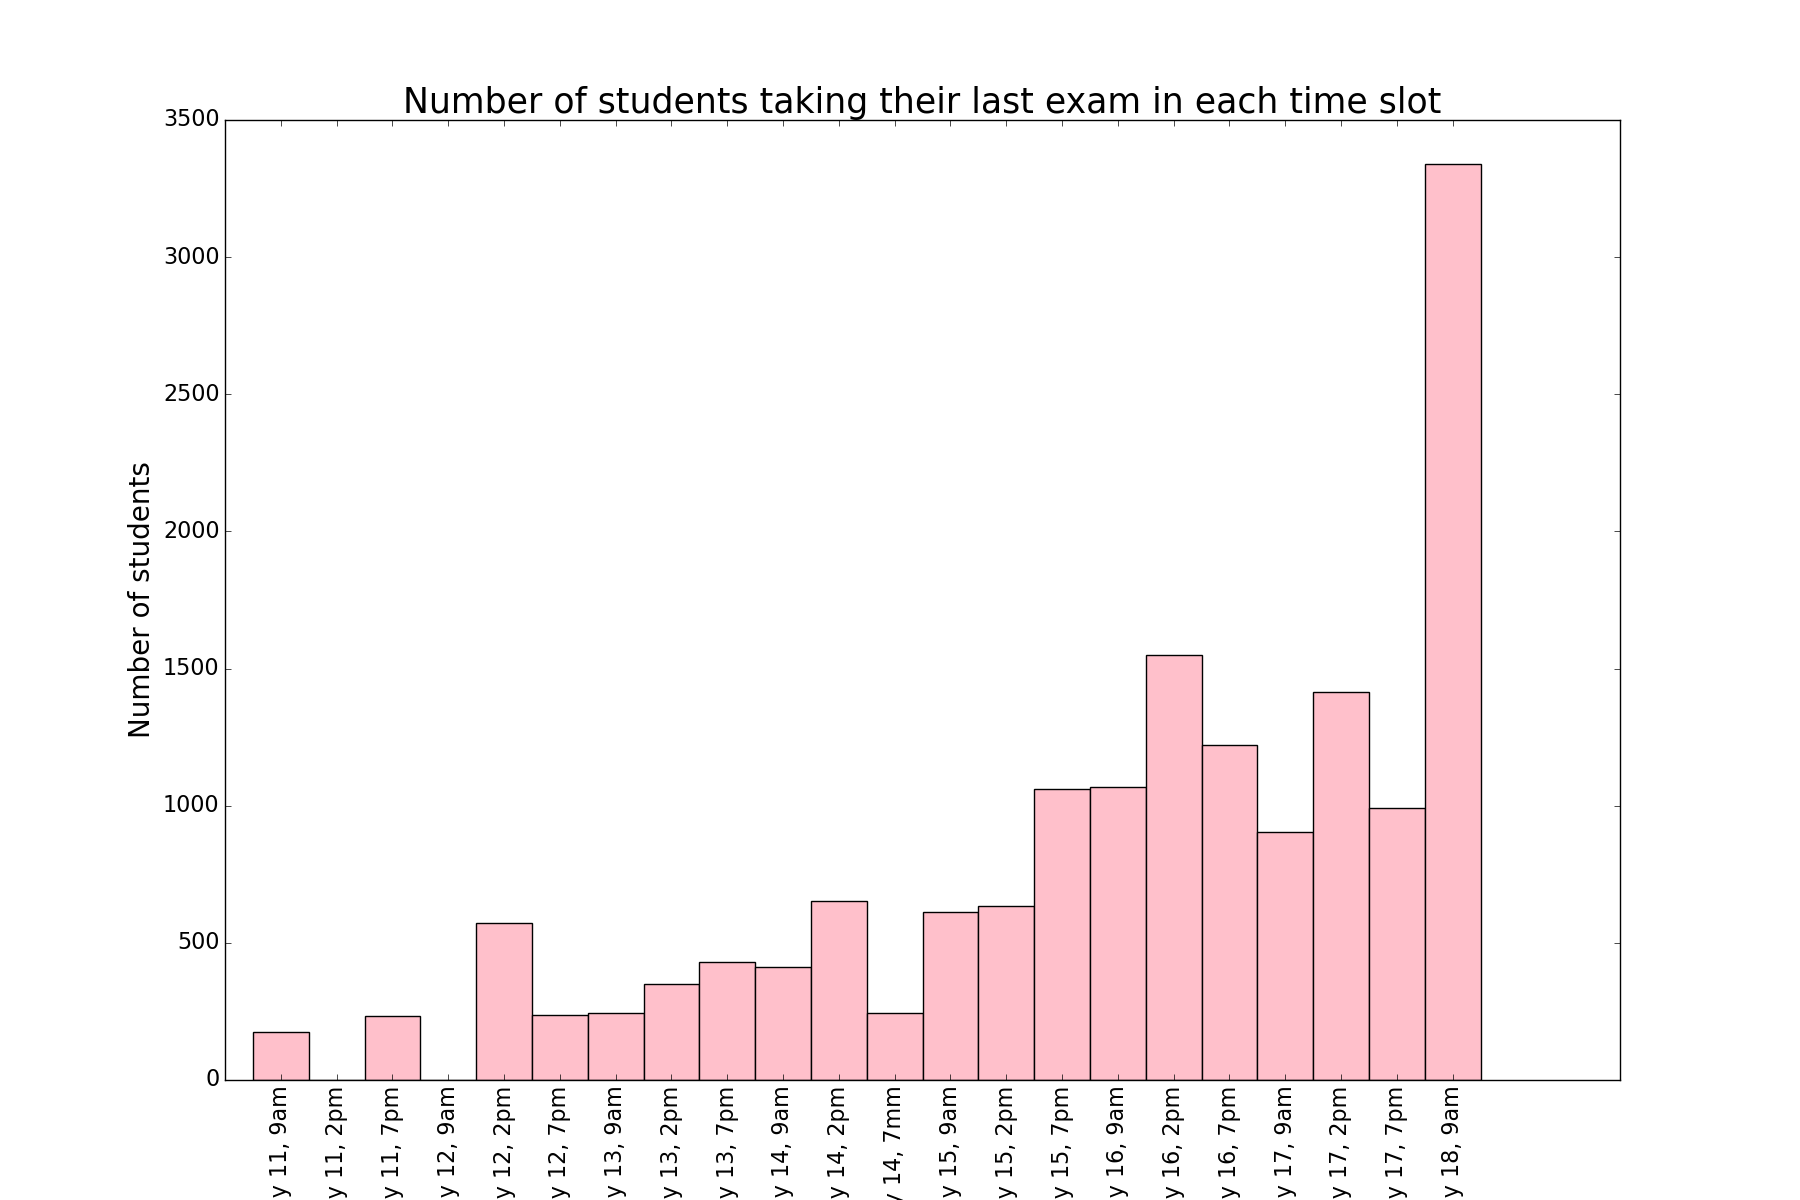 Number of students taking their last exam in each time slot
3500
3000
2500
2000
1500
1000
500
0
Number of students
y 11, 9am
y 11, 2pm
y 11, 7pm
y 12, 9am
y 12, 2pm
y 12, 7pm
y 13, 9am
y 13, 2pm
y 13, 7pm
y 14, 9am
y 14, 2pm
y 14, 7mm
y 15, 9am
y 15, 2pm
y 15, 7pm
y 16, 9am
y 16, 2pm
y 16, 7pm
y 17, 9am
y 17, 2pm
y 17, 7pm
y 18, 9am